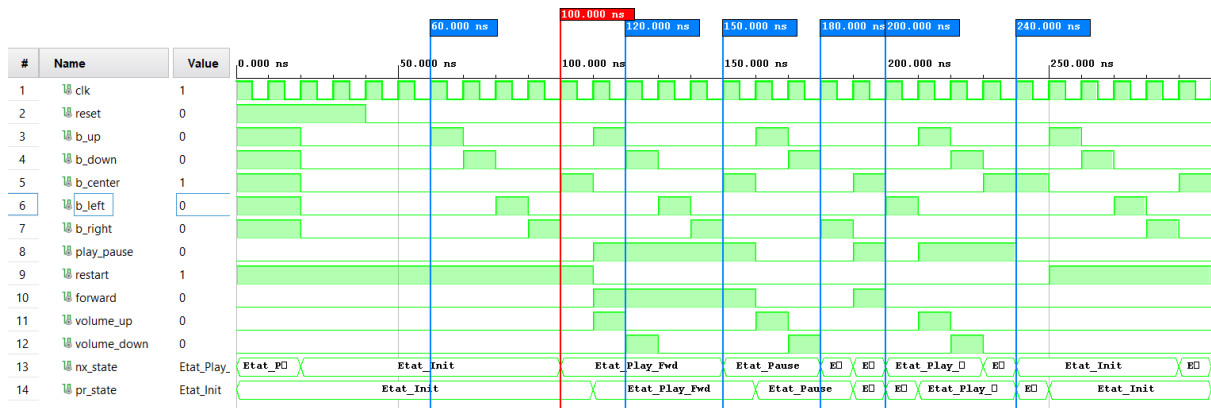 100.000 ns
60.000 ns 120.000 ns 150.000 ns 180.000 ns 200.000 ns 240.000 ns
# Name Value 0.000 ns 50.000 ns 100.000 ns 150.000 ns 200.000 ns 250.000 ns
1 clk 1
2 reset 0
3 b_up 0
4 b_down 0
5 b_center 1
6 b_left 0
7 b_right 0
8 play_pause 0
9 restart 1
10 forward 0
11 volume_up 0
12 volume_down 0
13 nx_state Etat_Play_ Etat_P□ Etat_Init Etat_Play_Fwd Etat_Pause E□ E□ Etat_Play_□ E□ Etat_Init E□
14 pr_state Etat_Init Etat_Init Etat_Play_Fwd Etat_Pause E□ E□ Etat_Play_□ E□ Etat_Init